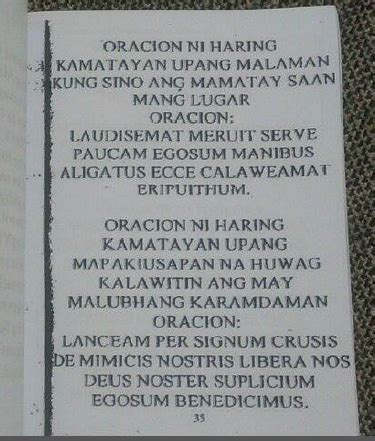 ORACION NI HARING
KAMATAYAN UPANG MALAMAN
KUNG SINO ANG MAMATAY SAAN
MANG LUGAR
ORACION:
LAUDISEMAT MERUIT SERVE
PAUCAM EGOSUM MANIBUS
ALIGATUS ECCE CALAWEAMAT
ERIPUITHUM.
ORACION NI HARING
KAMATAYAN UPANG
MAPAKIUSAPAN NA HUWAG
KALAWITIN ANG MAY
MALUBHANG KARAMDAMAN
ORACION:
LANCEAM PER SIGNUM CRUSIS
DE MIMICIS NOSTRIS LIBERA NOS
DEUS NOSTER SUPLICIUM
EGOSUM BENEDICIMUS.
35